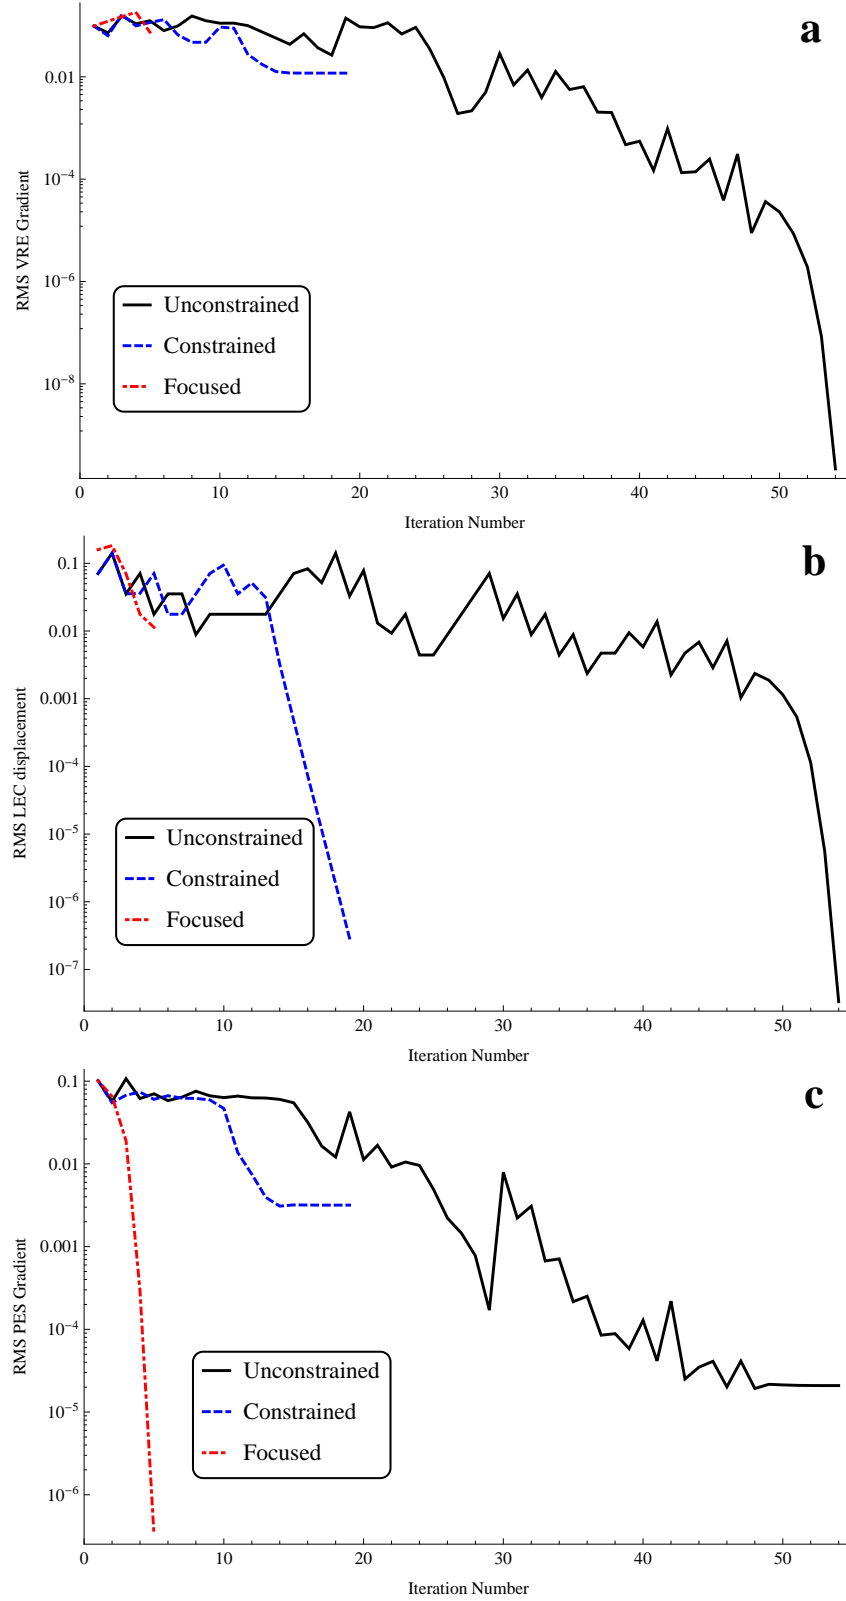 a
RMS VRE Gradient
0.01
10⁻⁴
10⁻⁶
10⁻⁸
Unconstrained
Constrained
Focused
0 10 20 30 40 50
Iteration Number
b
RMS LEC displacement
0.1
0.01
0.001
10⁻⁴
10⁻⁵
10⁻⁶
10⁻⁷
Unconstrained
Constrained
Focused
0 10 20 30 40 50
Iteration Number
c
RMS PES Gradient
0.1
0.01
0.001
10⁻⁴
10⁻⁵
10⁻⁶
Unconstrained
Constrained
Focused
0 10 20 30 40 50
Iteration Number